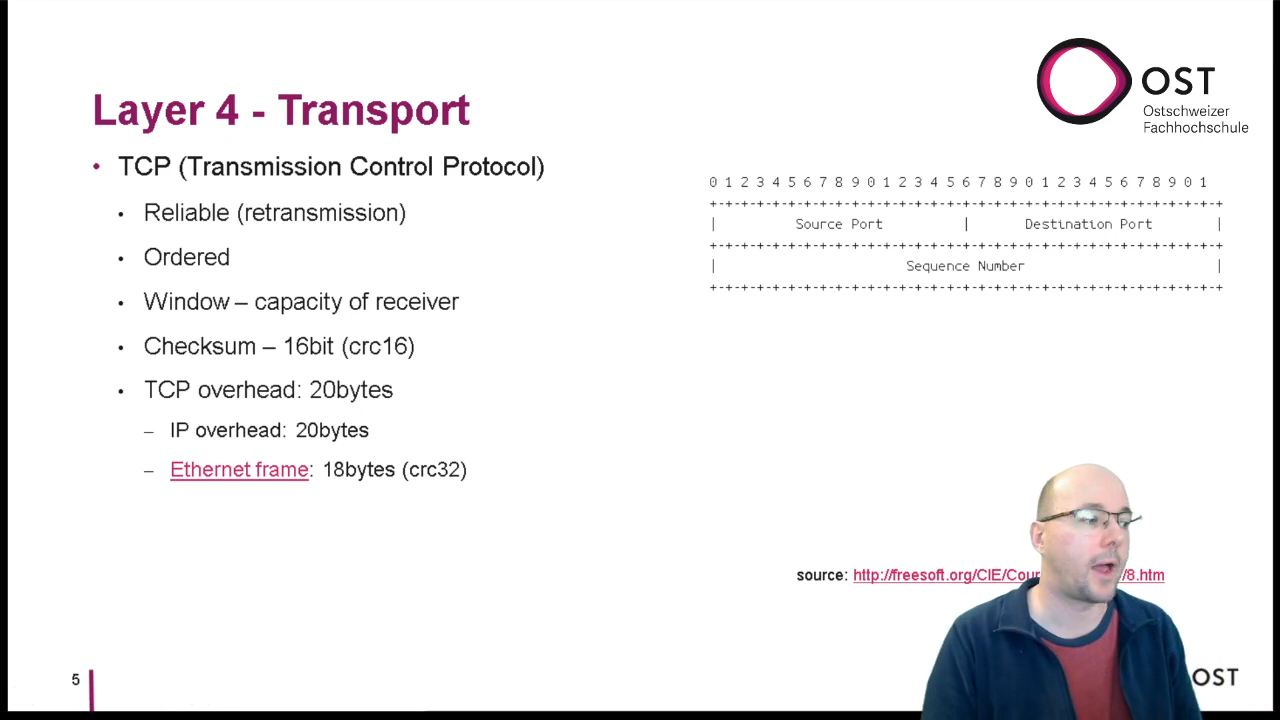 OST
Ostschweizer
Fachhochschule
Layer 4 - Transport
• TCP (Transmission Control Protocol)
• Reliable (retransmission)
• Ordered
• Window – capacity of receiver
• Checksum – 16bit (crc16)
• TCP overhead: 20bytes
– IP overhead: 20bytes
– Ethernet frame: 18bytes (crc32)
0 1 2 3 4 5 6 7 8 9 0 1 2 3 4 5 6 7 8 9 0 1 2 3 4 5 6 7 8 9 0 1
+-+-+-+-+-+-+-+-+-+-+-+-+-+-+-+-+-+-+-+-+-+-+-+-+-+-+-+-+-+-+-+-+
| Source Port | Destination Port |
+-+-+-+-+-+-+-+-+-+-+-+-+-+-+-+-+-+-+-+-+-+-+-+-+-+-+-+-+-+-+-+-+
| Sequence Number |
+-+-+-+-+-+-+-+-+-+-+-+-+-+-+-+-+-+-+-+-+-+-+-+-+-+-+-+-+-+-+-+-+
source: http://freesoft.org/CIE/Cour /8.htm
5
OST